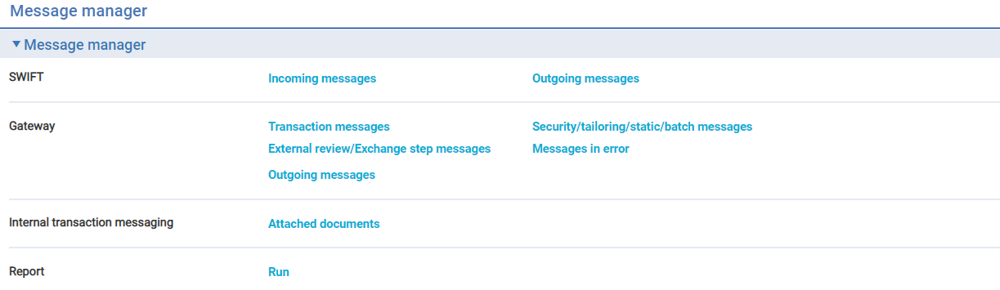 Message manager
Message manager
SWIFT Incoming messages Outgoing messages
Gateway Transaction messages Security/tailoring/static/batch messages
External review/Exchange step messages Messages in error
Outgoing messages
Internal transaction messaging Attached documents
Report Run